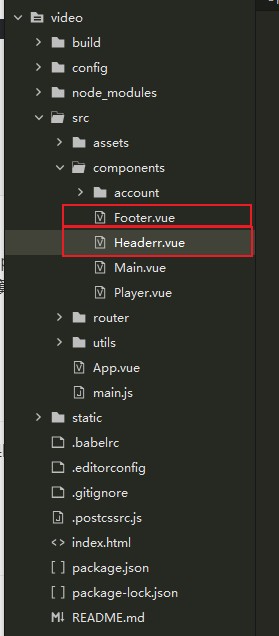 video
build
config
node_modules
src
assets
components
account
Footer.vue
Headerr.vue
Main.vue
Player.vue
router
utils
App.vue
main.js
static
.babelrc
.editorconfig
.gitignore
.postcssrc.js
index.html
package.json
package-lock.json
README.md